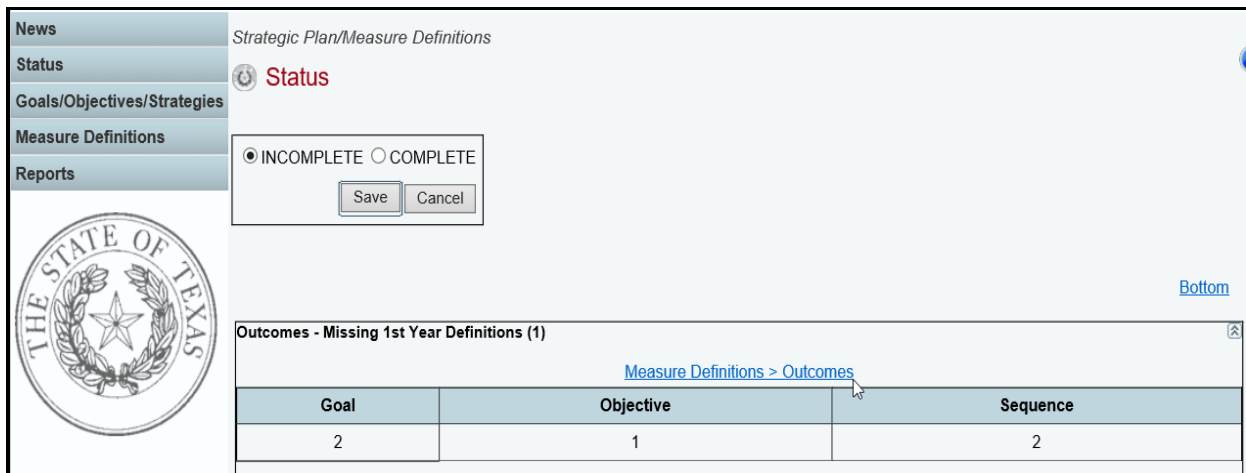 News
Status
Goals/Objectives/Strategies
Measure Definitions
Reports
THE STATE OF TEXAS
Strategic Plan/Measure Definitions
Status
INCOMPLETE COMPLETE
Save Cancel
Bottom
Outcomes - Missing 1st Year Definitions (1)
Measure Definitions > Outcomes
Goal Objective Sequence
2 1 2